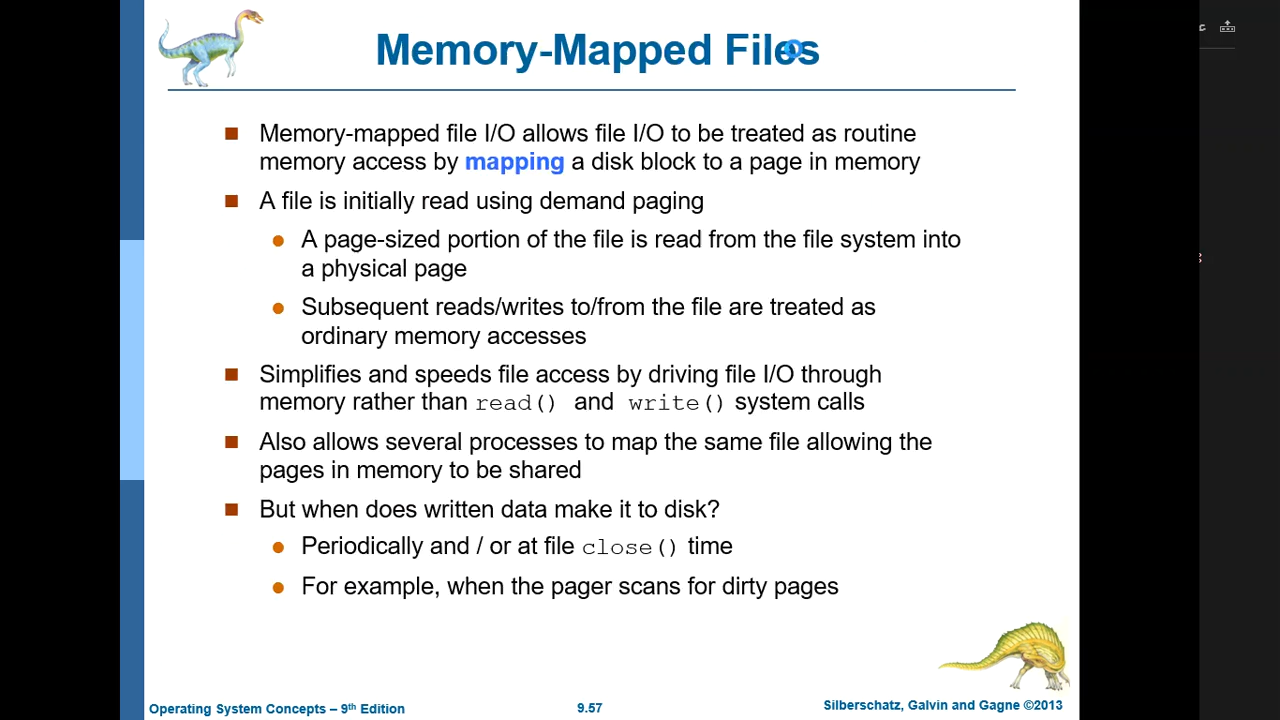 Memory-Mapped Files
Memory-mapped file I/O allows file I/O to be treated as routine
memory access by mapping a disk block to a page in memory
A file is initially read using demand paging
A page-sized portion of the file is read from the file system into
a physical page
Subsequent reads/writes to/from the file are treated as
ordinary memory accesses
Simplifies and speeds file access by driving file I/O through
memory rather than read() and write() system calls
Also allows several processes to map the same file allowing the
pages in memory to be shared
But when does written data make it to disk?
Periodically and / or at file close() time
For example, when the pager scans for dirty pages
Operating System Concepts – 9th Edition
9.57
Silberschatz, Galvin and Gagne ©2013